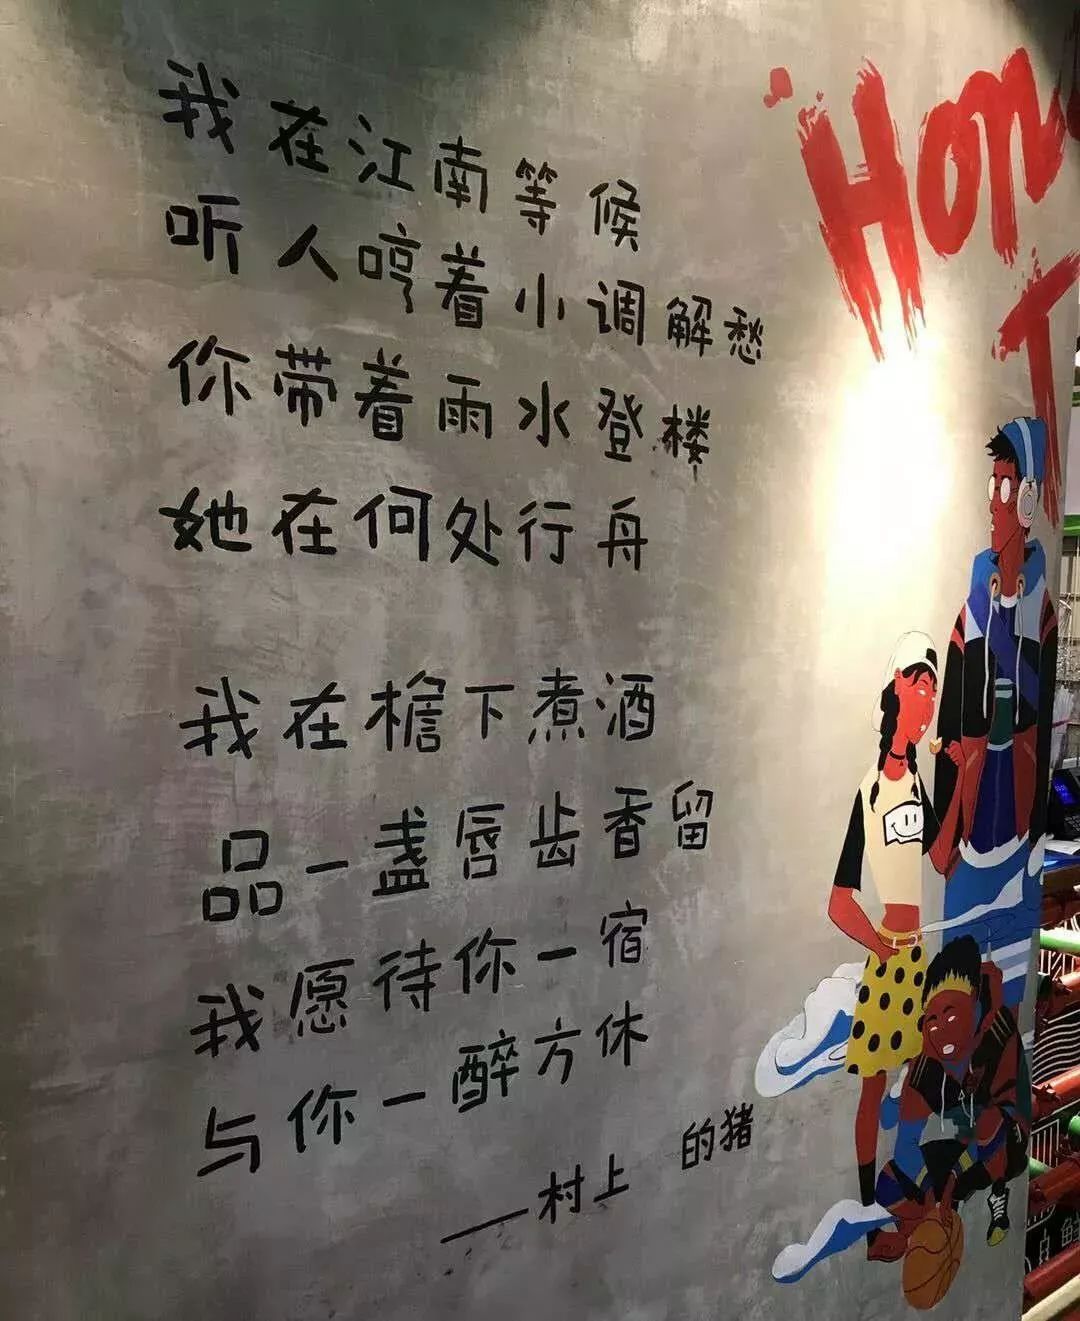 我在江南等候
听人哼着小调解愁
你带着雨水登楼
她在何处行舟
我在檐下煮酒
品一盏唇齿香留
我愿待你一宿
与你一醉方休
——村上 的猪
Hon
T